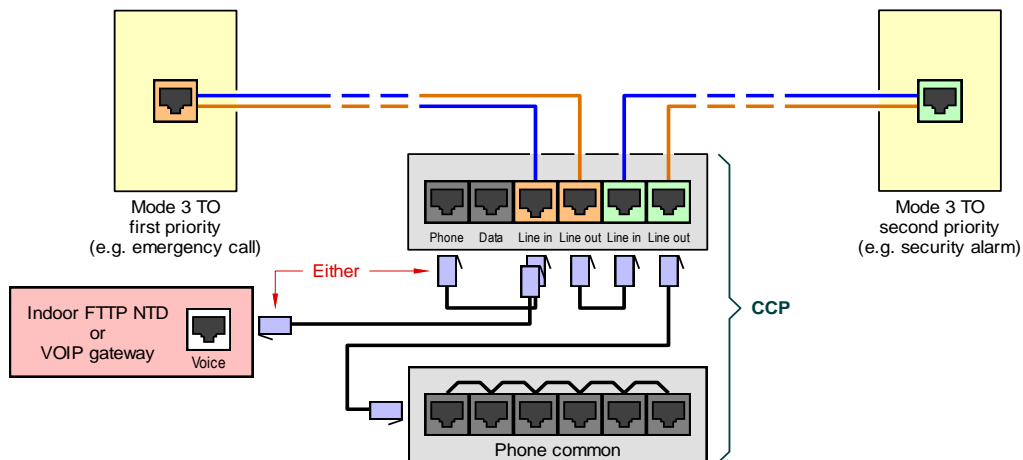 Mode 3 TO
first priority
(e.g. emergency call)
Mode 3 TO
second priority
(e.g. security alarm)
Phone Data Line in Line out Line in Line out
Either
CCP
Indoor FTTP NTD
or
VOIP gateway
Voice
Phone common